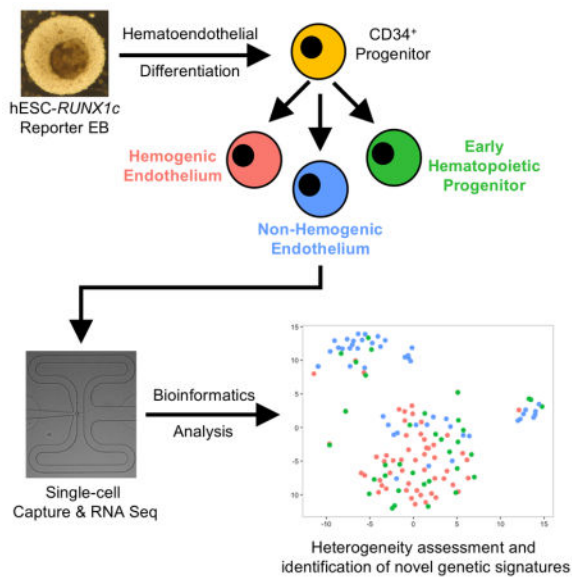 Hematoendothelial
Differentiation
CD34⁺
Progenitor
hESC-RUNX1c
Reporter EB
Hemogenic
Endothelium
Early
Hematopoietic
Progenitor
Non-Hemogenic
Endothelium
Bioinformatics
Analysis
Single-cell
Capture & RNA Seq
15
10
5
0
-5
-10
-10
-5
0
5
10
15
Heterogeneity assessment and
identification of novel genetic signatures